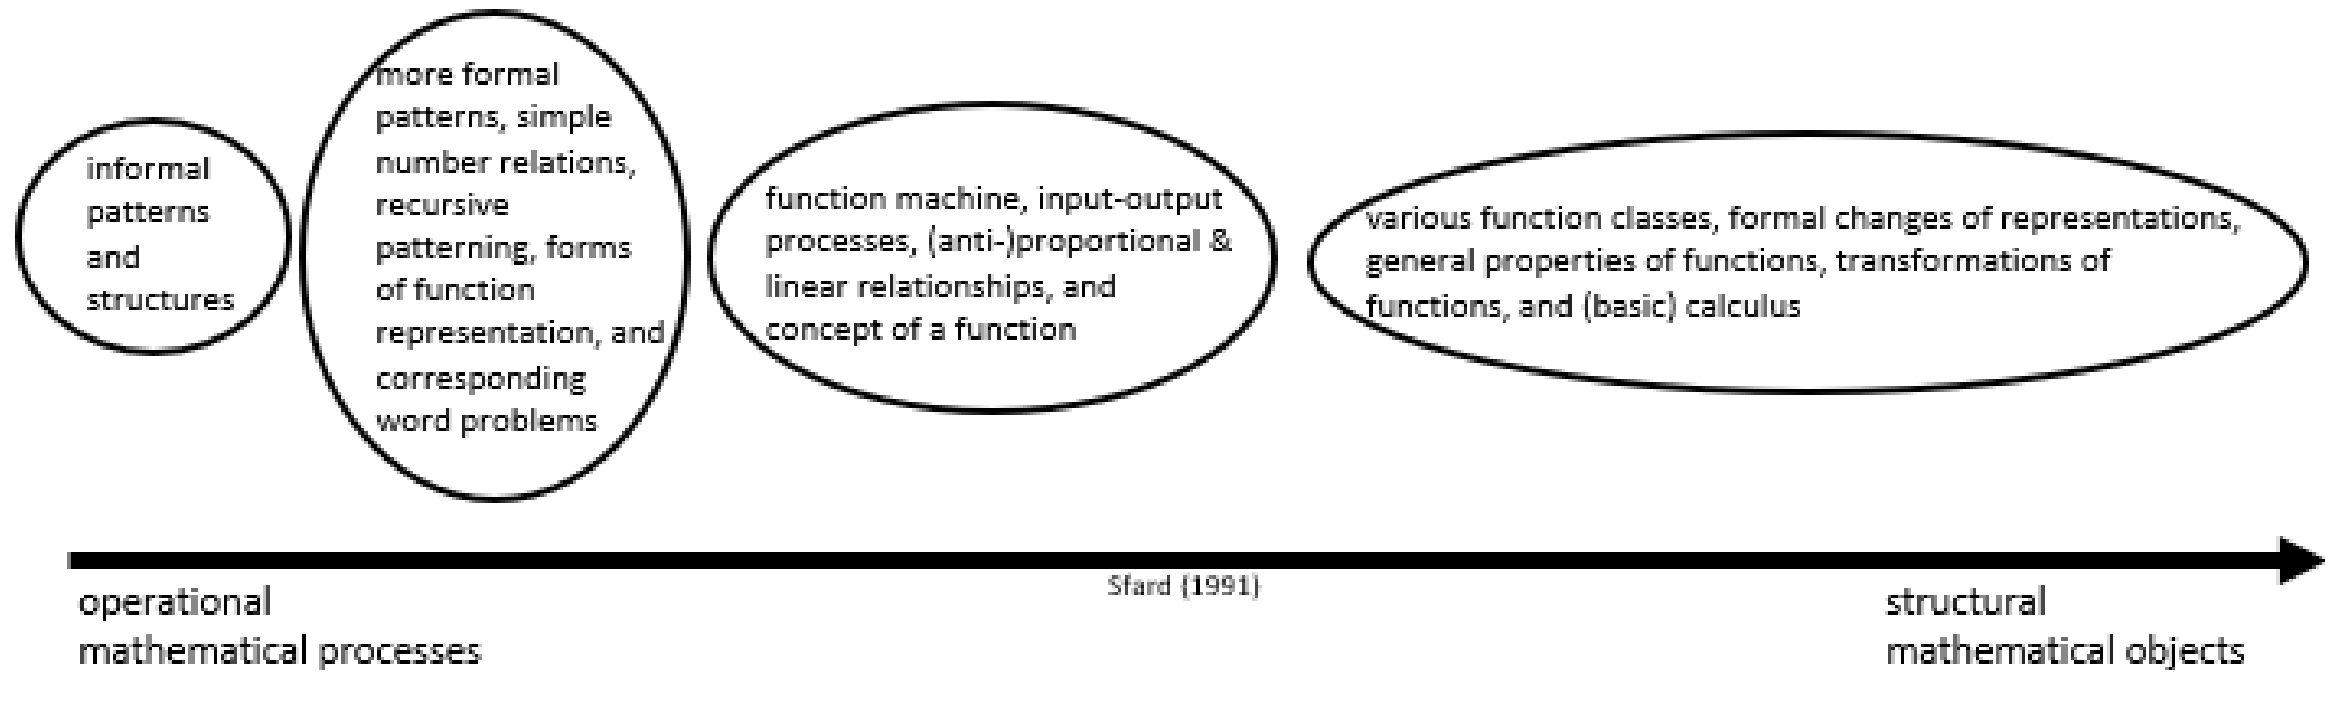 informal
patterns
and
structures
more formal
patterns, simple
number relations,
recursive
patterning, forms
of function
representation, and
corresponding
word problems
function machine, input-output
processes, (anti-)proportional &
linear relationships, and
concept of a function
various function classes, formal changes of representations,
general properties of functions, transformations of
functions, and (basic) calculus
Sfard (1991)
operational
mathematical processes
structural
mathematical objects